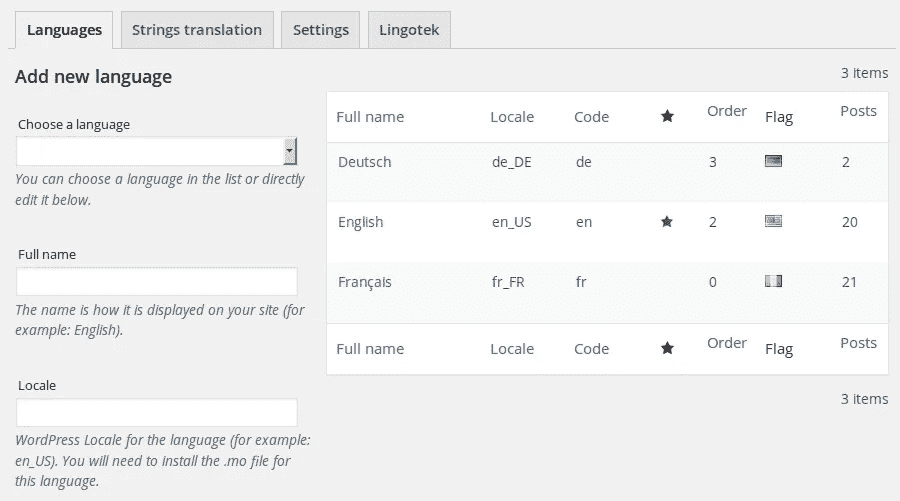 Languages Strings translation Settings Lingotek
Add new language
Choose a language
You can choose a language in the list or directly
edit it below.
Full name
The name is how it is displayed on your site (for
example: English).
Locale
WordPress Locale for the language (for example:
en_US). You will need to install the .mo file for
this language.
3 items
Full name Locale Code ★ Order Flag Posts
Deutsch de_DE de 3 2
English en_US en ★ 2 20
Français fr_FR fr 0 21
Full name Locale Code ★ Order Flag Posts
3 items